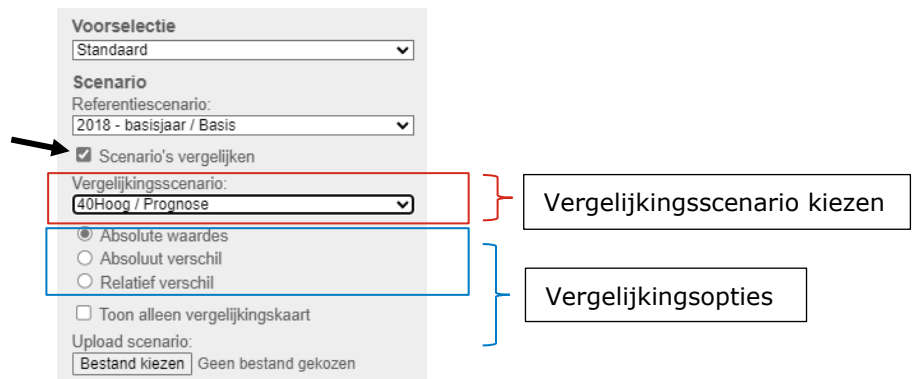 Voorselectie
Standaard
Scenario
Referentiescenario:
2018 - basisjaar / Basis
Scenario's vergelijken
Vergelijkingsscenario:
40Hoog / Prognose
Vergelijkingsscenario kiezen
Absolute waardes
Absoluut verschil
Relatief verschil
Vergelijkingsopties
Toon alleen vergelijkingskaart
Upload scenario:
Bestand kiezen Geen bestand gekozen